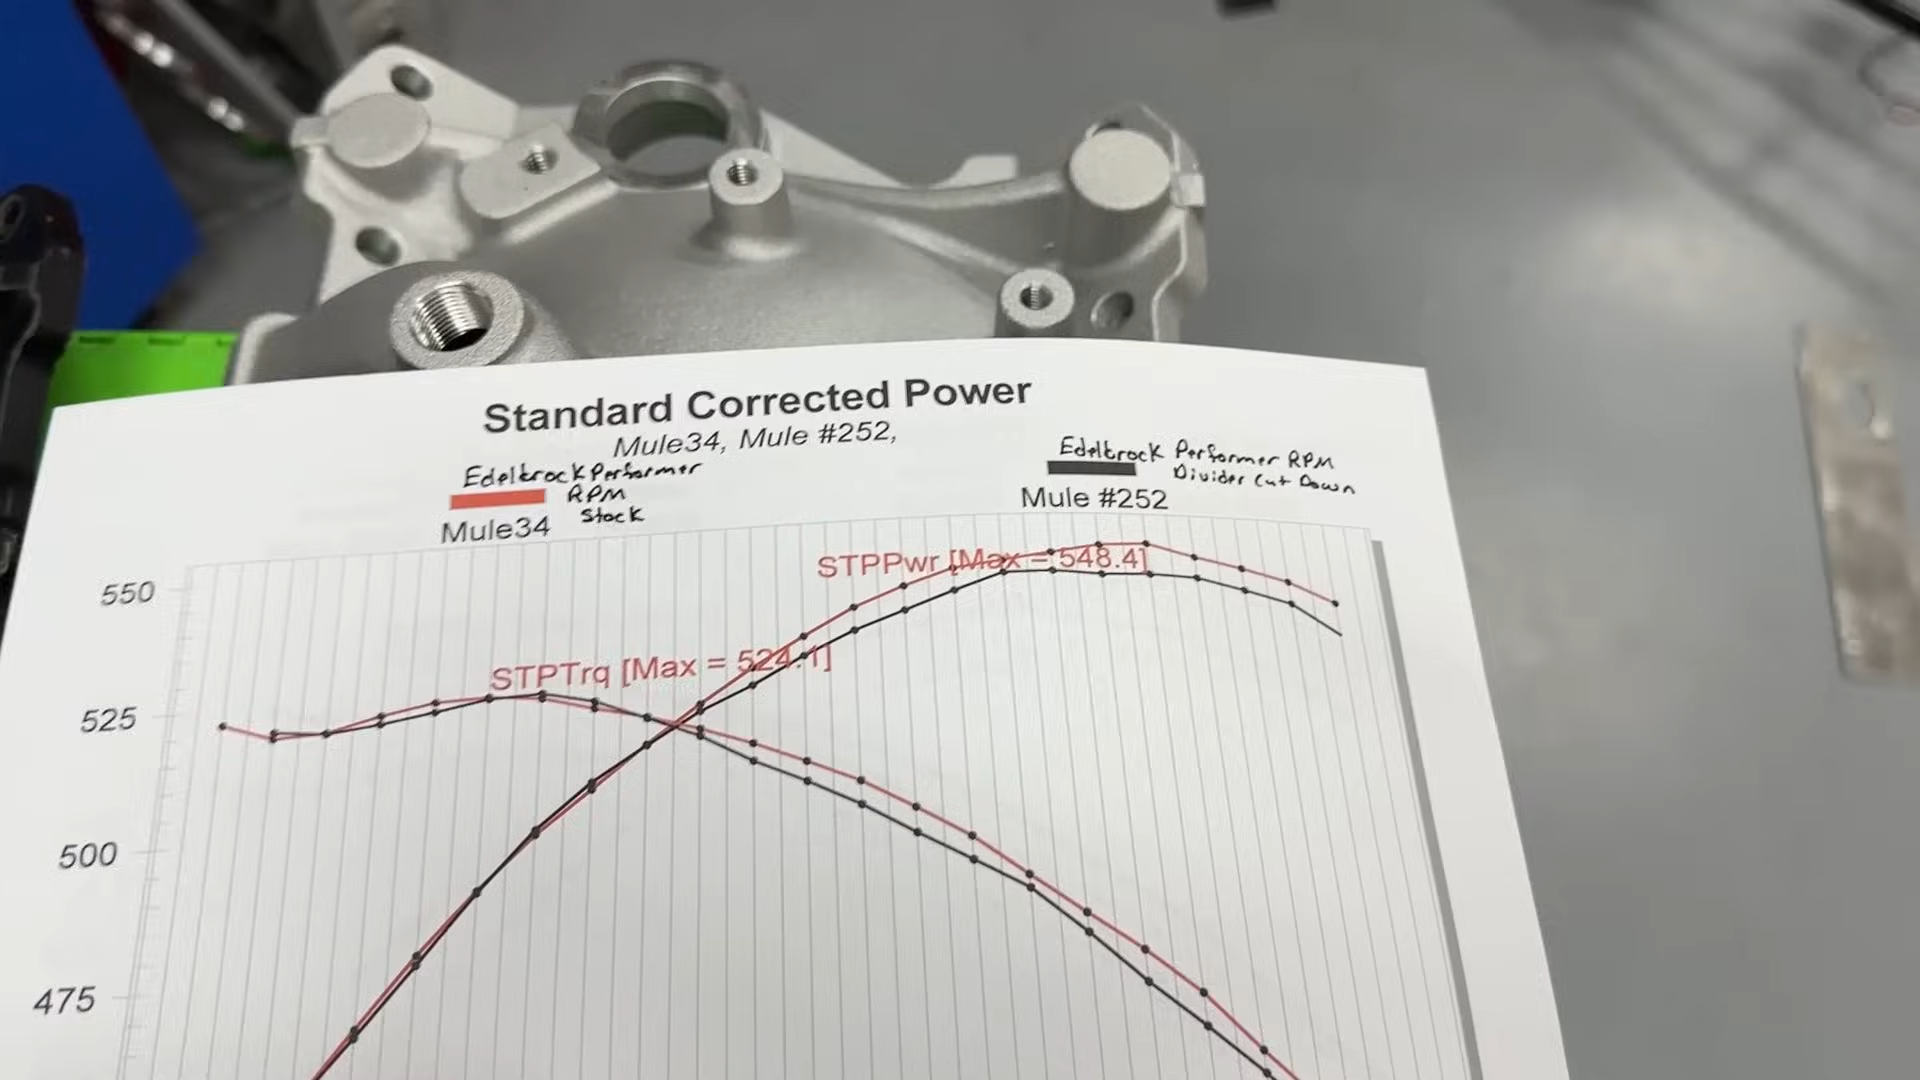 Standard Corrected Power
Mule34, Mule #252,
Edelbrock Performer
RPM
Stock
Mule34
Edelbrock Performer RPM
Divider Cut Down
Mule #252
STPPwr [Max = 548.4]
550
STPTrq [Max = 524.1]
525
500
475